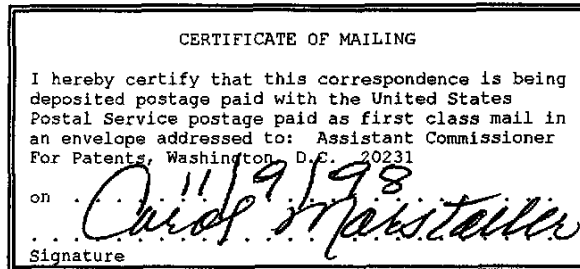 CERTIFICATE OF MAILING
I hereby certify that this correspondence is being
deposited postage paid with the United States
Postal Service postage paid as first class mail in
an envelope addressed to: Assistant Commissioner
For Patents, Washington, D.C. 20231
on 11/9/98
Carol Marstaller
Signature